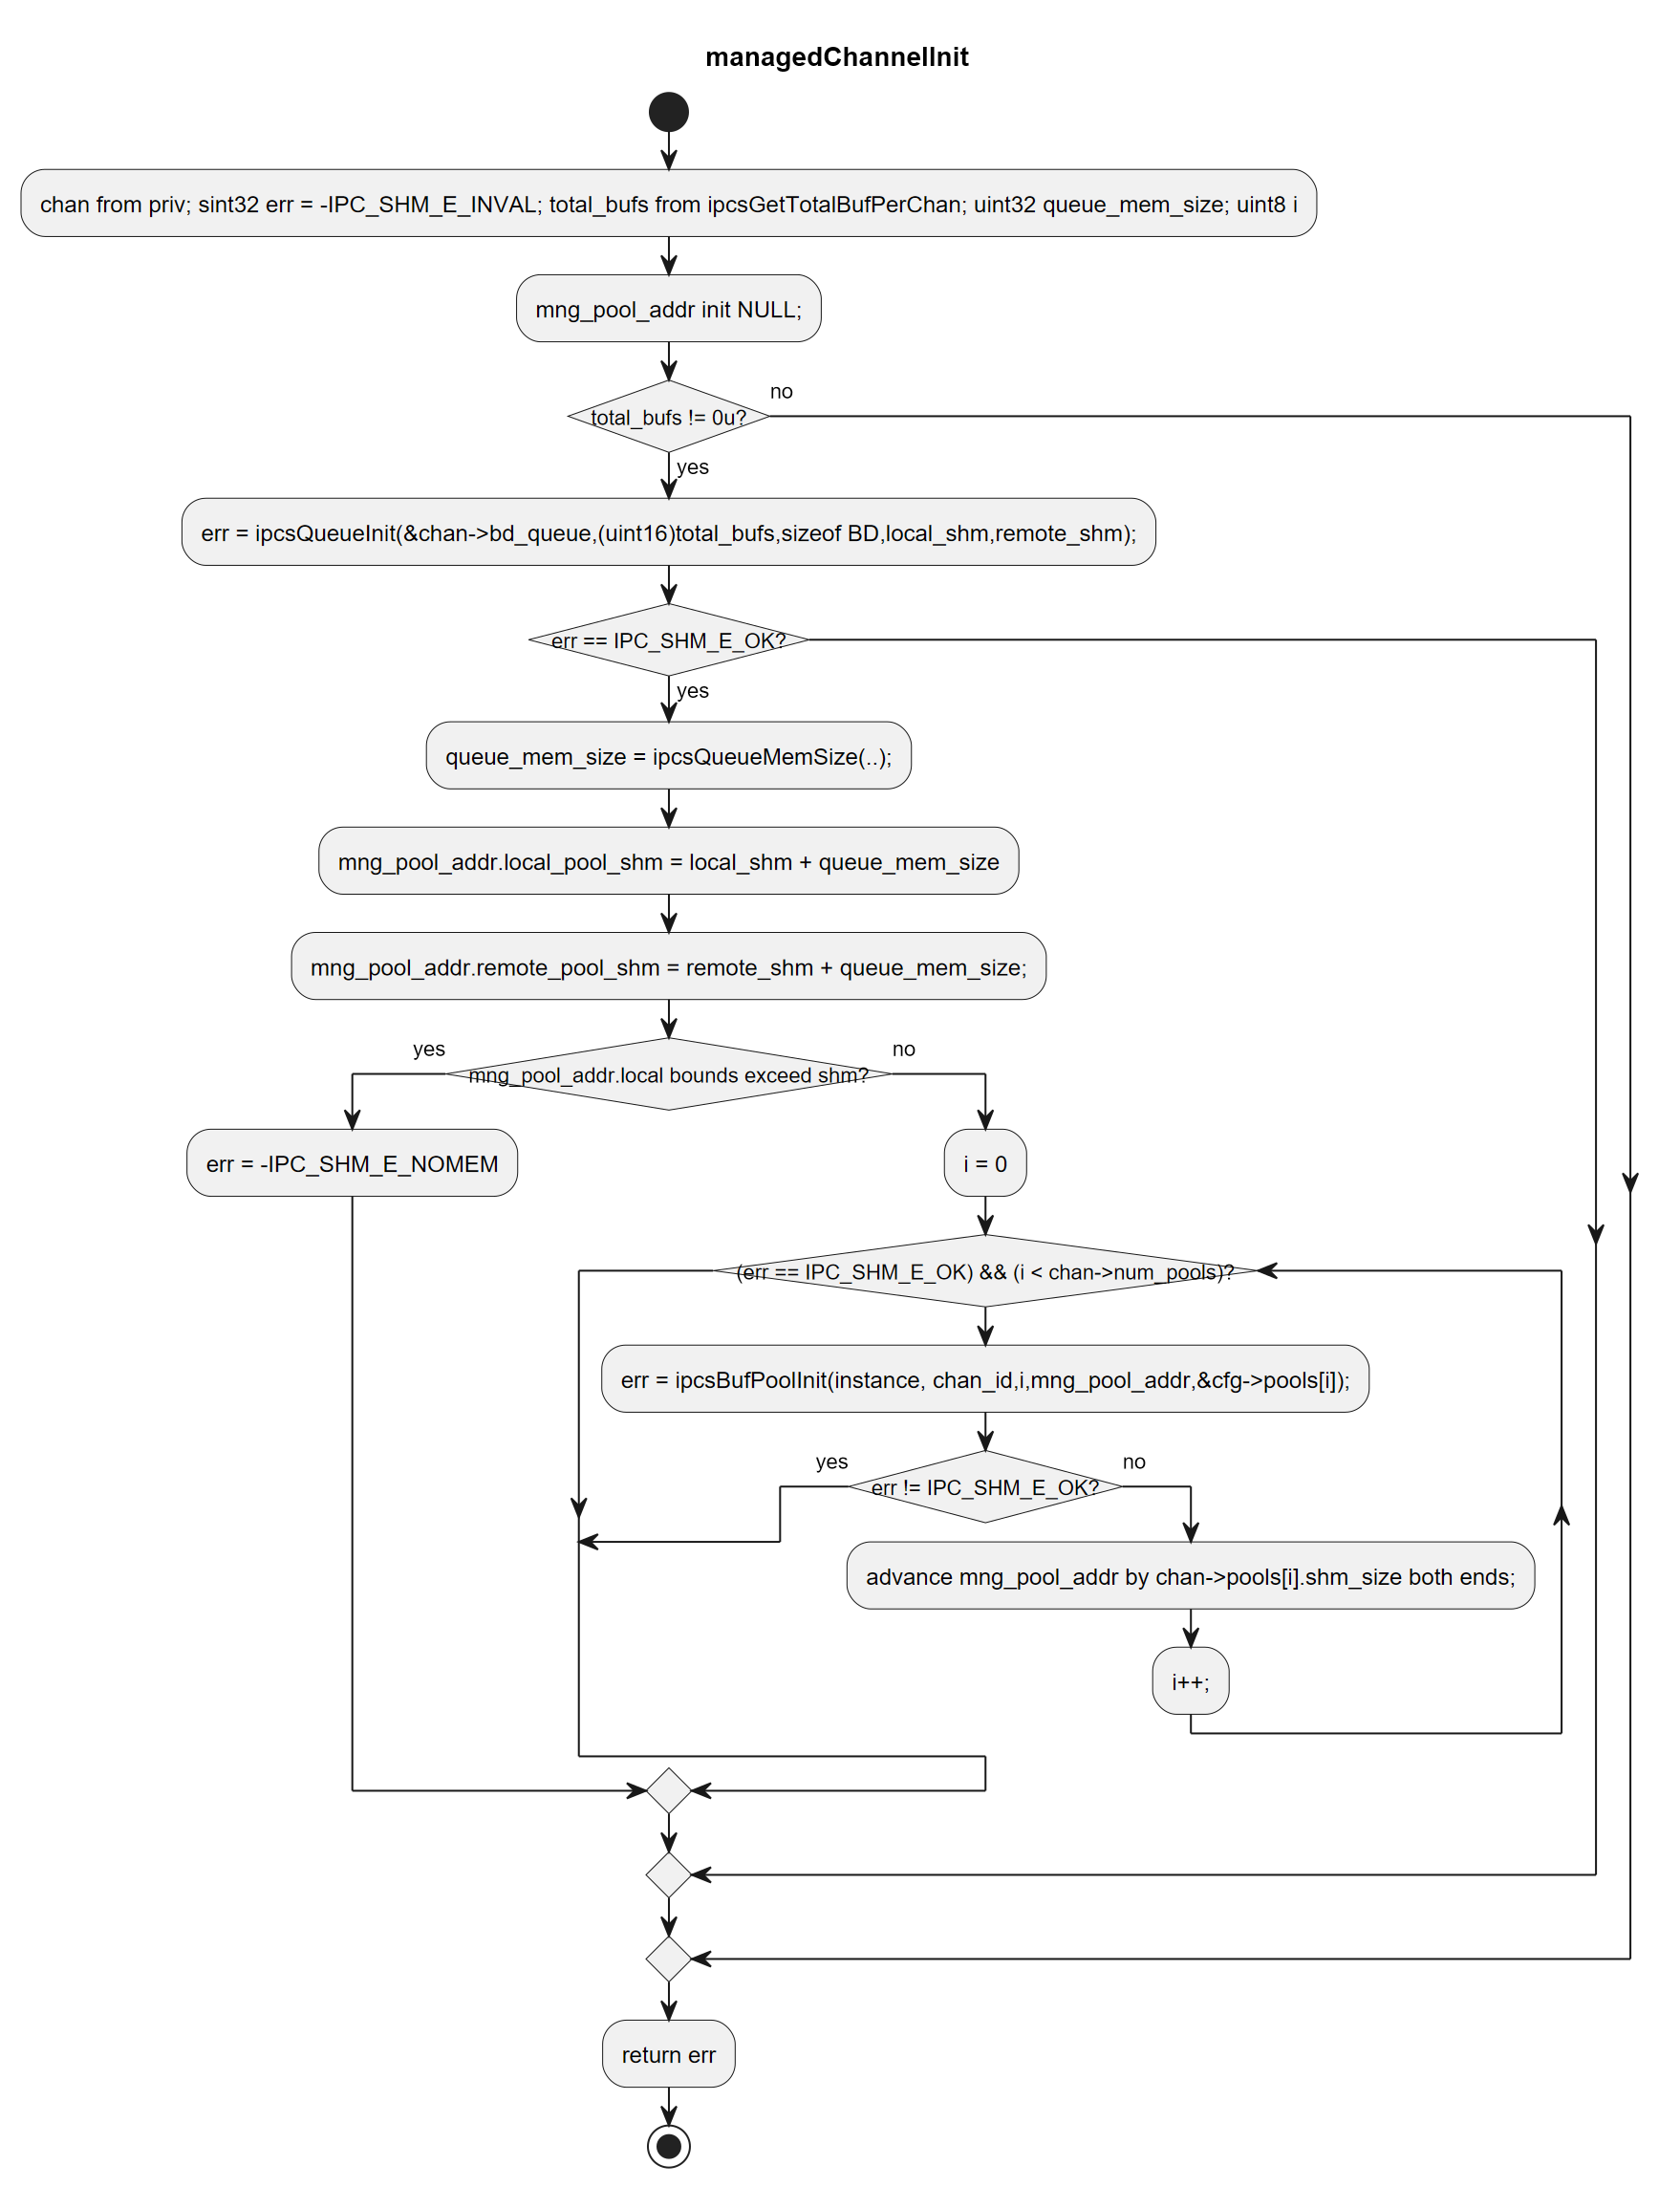 managedChannelInit
chan from priv; sint32 err = -IPC_SHM_E_INVAL; total_bufs from ipcsGetTotalBufPerChan; uint32 queue_mem_size; uint8 i
mng_pool_addr init NULL;
total_bufs != 0u?
no
yes
err = ipcsQueueInit(&chan->bd_queue,(uint16)total_bufs,sizeof BD,local_shm,remote_shm);
err == IPC_SHM_E_OK?
yes
queue_mem_size = ipcsQueueMemSize(..);
mng_pool_addr.local_pool_shm = local_shm + queue_mem_size
mng_pool_addr.remote_pool_shm = remote_shm + queue_mem_size;
yes
mng_pool_addr.local bounds exceed shm?
no
err = -IPC_SHM_E_NOMEM
i = 0
(err == IPC_SHM_E_OK) && (i < chan->num_pools)?
err = ipcsBufPoolInit(instance, chan_id,i,mng_pool_addr,&cfg->pools[i]);
yes
err != IPC_SHM_E_OK?
no
advance mng_pool_addr by chan->pools[i].shm_size both ends;
i++;
return err